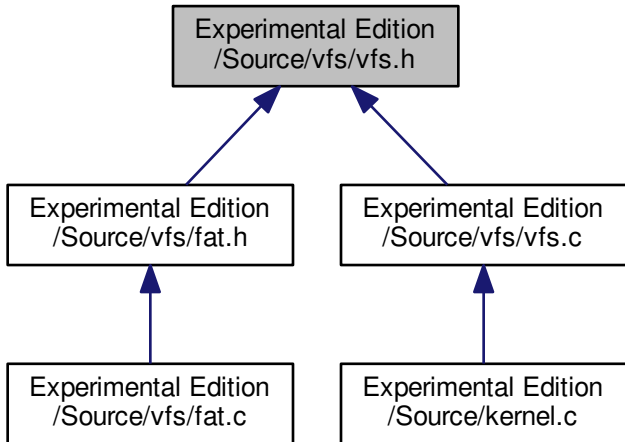 Experimental Edition
/Source/vfs/vfs.h
Experimental Edition
/Source/vfs/fat.h
Experimental Edition
/Source/vfs/vfs.c
Experimental Edition
/Source/vfs/fat.c
Experimental Edition
/Source/kernel.c